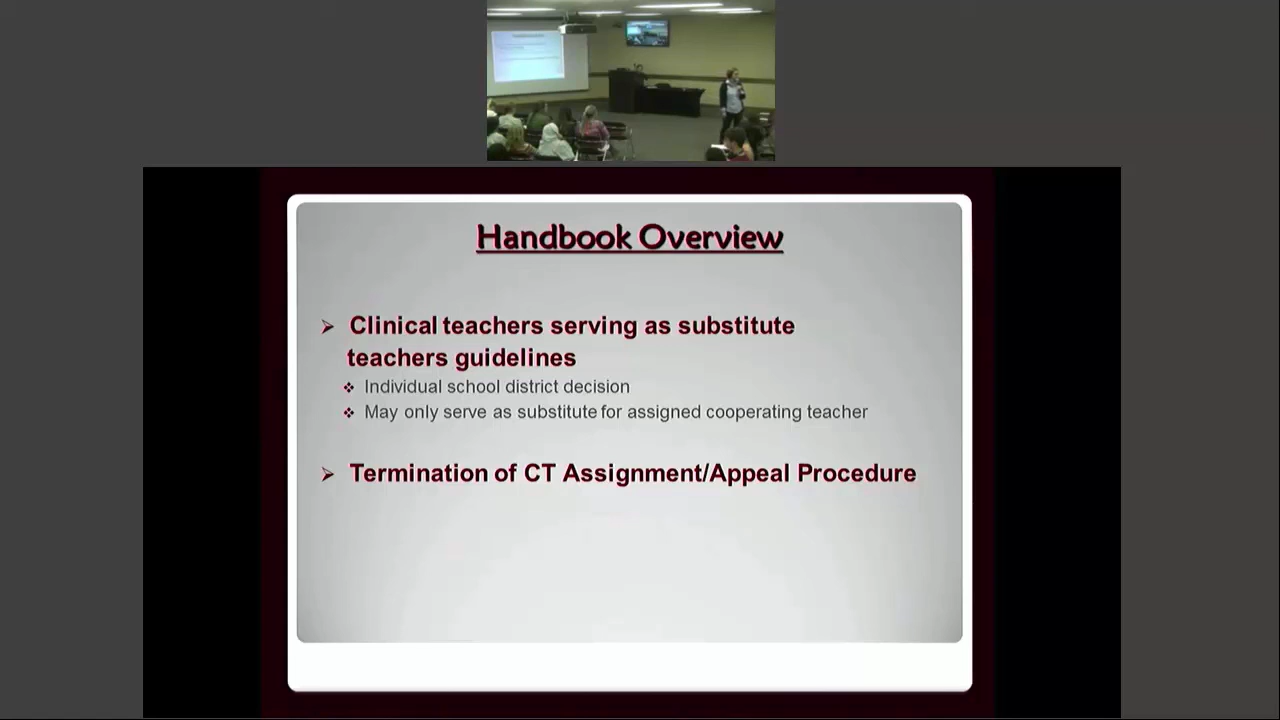 Handbook Overview
Clinical teachers serving as substitute
teachers guidelines
Individual school district decision
May only serve as substitute for assigned cooperating teacher
Termination of CT Assignment/Appeal Procedure